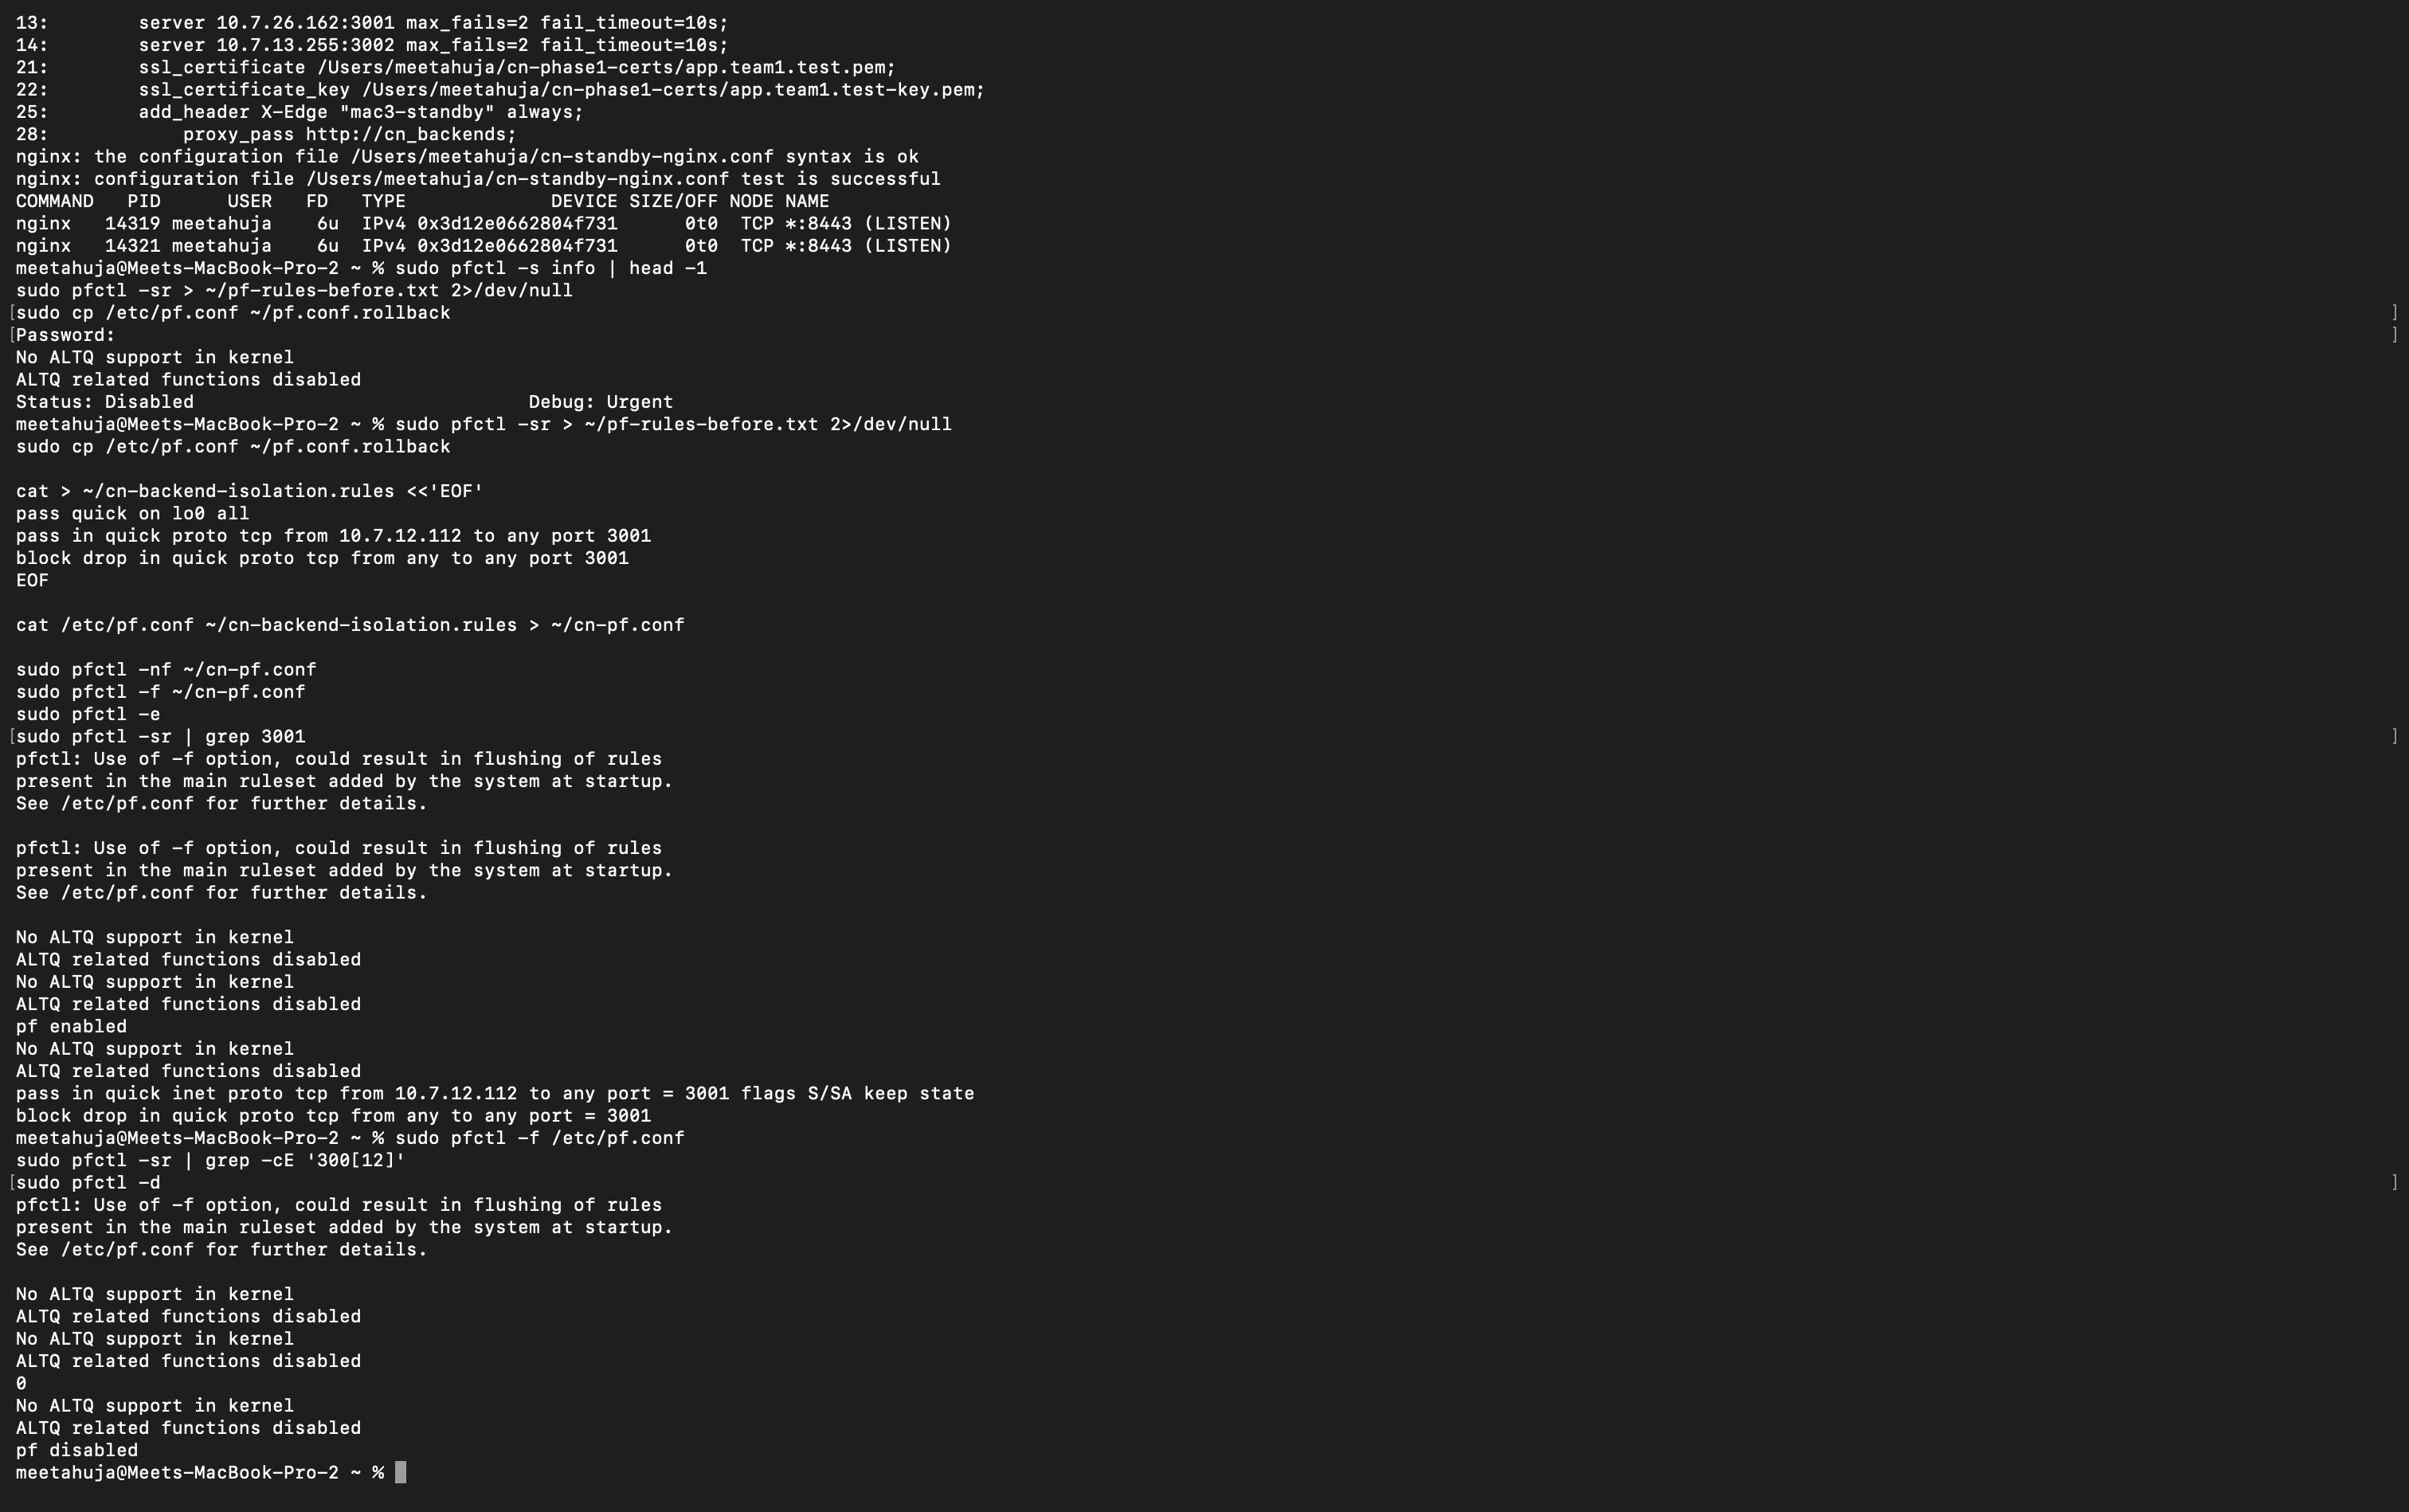 13:        server 10.7.26.162:3001 max_fails=2 fail_timeout=10s;
14:        server 10.7.13.255:3002 max_fails=2 fail_timeout=10s;
21:        ssl_certificate /Users/meetahuja/cn-phase1-certs/app.team1.test.pem;
22:        ssl_certificate_key /Users/meetahuja/cn-phase1-certs/app.team1.test-key.pem;
25:        add_header X-Edge "mac3-standby" always;
28:            proxy_pass http://cn_backends;
nginx: the configuration file /Users/meetahuja/cn-standby-nginx.conf syntax is ok
nginx: configuration file /Users/meetahuja/cn-standby-nginx.conf test is successful
COMMAND   PID      USER   FD   TYPE             DEVICE SIZE/OFF NODE NAME
nginx   14319 meetahuja    6u  IPv4 0x3d12e0662804f731      0t0  TCP *:8443 (LISTEN)
nginx   14321 meetahuja    6u  IPv4 0x3d12e0662804f731      0t0  TCP *:8443 (LISTEN)
meetahuja@Meets-MacBook-Pro-2 ~ % sudo pfctl -s info | head -1
sudo pfctl -sr > ~/pf-rules-before.txt 2>/dev/null
[sudo cp /etc/pf.conf ~/pf.conf.rollback ]
[Password: ]
No ALTQ support in kernel
ALTQ related functions disabled
Status: Disabled                              Debug: Urgent
meetahuja@Meets-MacBook-Pro-2 ~ % sudo pfctl -sr > ~/pf-rules-before.txt 2>/dev/null
sudo cp /etc/pf.conf ~/pf.conf.rollback

cat > ~/cn-backend-isolation.rules <<'EOF'
pass quick on lo0 all
pass in quick proto tcp from 10.7.12.112 to any port 3001
block drop in quick proto tcp from any to any port 3001
EOF

cat /etc/pf.conf ~/cn-backend-isolation.rules > ~/cn-pf.conf

sudo pfctl -nf ~/cn-pf.conf
sudo pfctl -f ~/cn-pf.conf
sudo pfctl -e
[sudo pfctl -sr | grep 3001 ]
pfctl: Use of -f option, could result in flushing of rules
present in the main ruleset added by the system at startup.
See /etc/pf.conf for further details.

pfctl: Use of -f option, could result in flushing of rules
present in the main ruleset added by the system at startup.
See /etc/pf.conf for further details.

No ALTQ support in kernel
ALTQ related functions disabled
No ALTQ support in kernel
ALTQ related functions disabled
pf enabled
No ALTQ support in kernel
ALTQ related functions disabled
pass in quick inet proto tcp from 10.7.12.112 to any port = 3001 flags S/SA keep state
block drop in quick proto tcp from any to any port = 3001
meetahuja@Meets-MacBook-Pro-2 ~ % sudo pfctl -f /etc/pf.conf
sudo pfctl -sr | grep -cE '300[12]'
[sudo pfctl -d ]
pfctl: Use of -f option, could result in flushing of rules
present in the main ruleset added by the system at startup.
See /etc/pf.conf for further details.

No ALTQ support in kernel
ALTQ related functions disabled
No ALTQ support in kernel
ALTQ related functions disabled
0
No ALTQ support in kernel
ALTQ related functions disabled
pf disabled
meetahuja@Meets-MacBook-Pro-2 ~ %